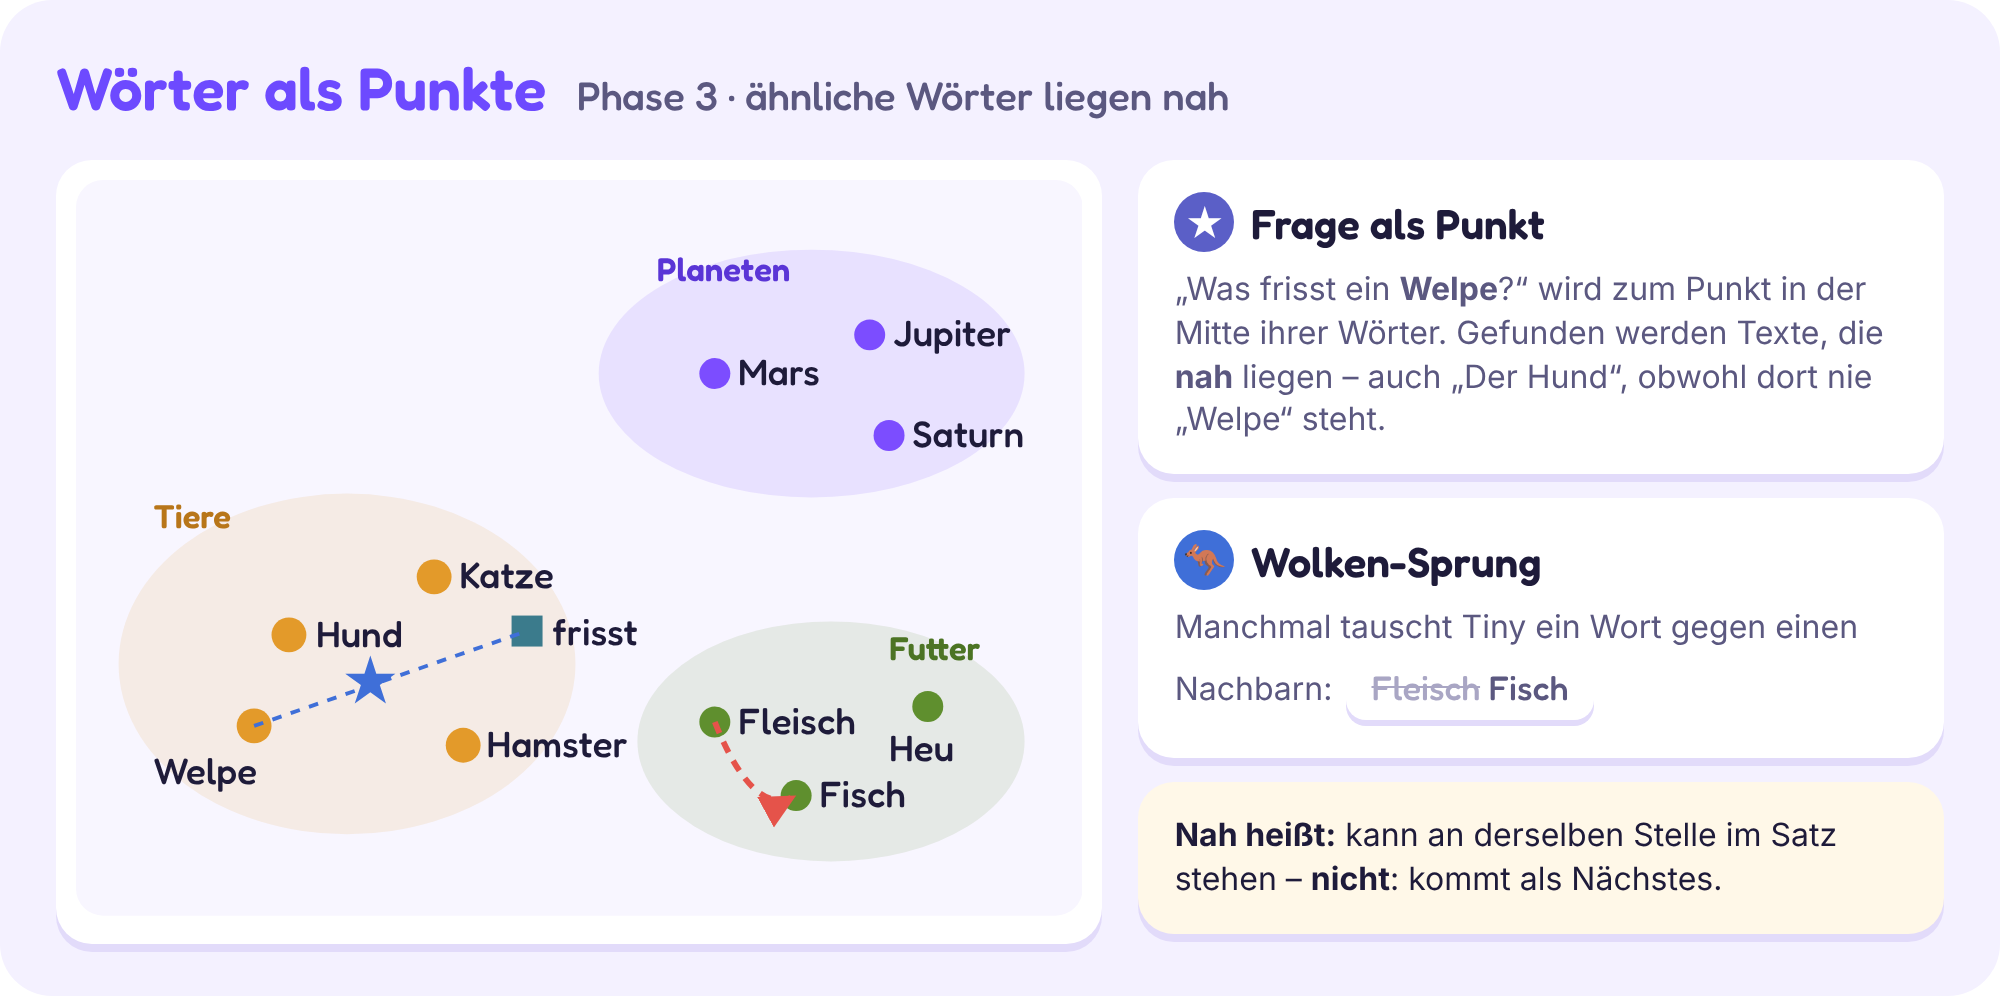 Wörter als Punkte
Phase 3 · ähnliche Wörter liegen nah
Planeten
Jupiter
Mars
Saturn
Tiere
Katze
Hund
frisst
Welpe
Hamster
Futter
Fleisch
Heu
Fisch
Frage als Punkt
„Was frisst ein Welpe?“ wird zum Punkt in der
Mitte ihrer Wörter. Gefunden werden Texte, die
nah liegen – auch „Der Hund“, obwohl dort nie
„Welpe“ steht.
Wolken-Sprung
Manchmal tauscht Tiny ein Wort gegen einen
Nachbarn: Fleisch Fisch
Nah heißt: kann an derselben Stelle im Satz
stehen – nicht: kommt als Nächstes.